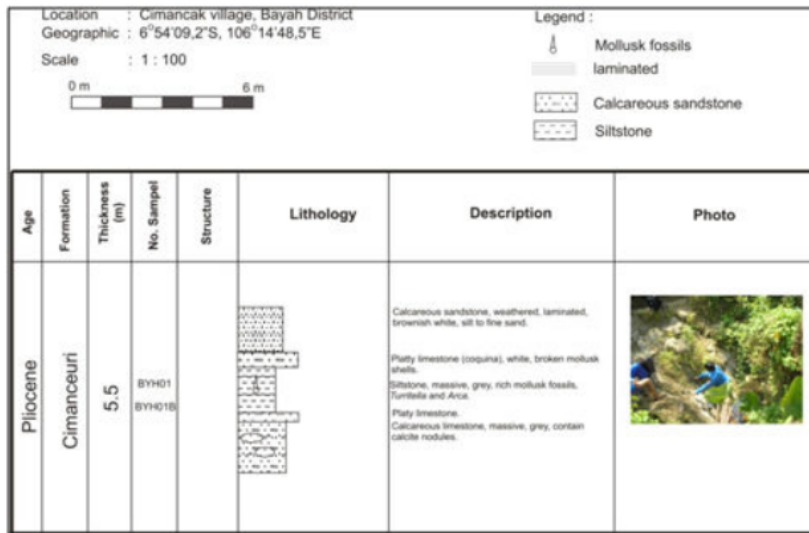 Location : Cimancak village, Bayah District
Geographic : 6°54'09,2"S, 106°14'48,5"E
Scale : 1 : 100
0 m 6 m
Legend :
Mollusk fossils
laminated
Calcareous sandstone
Siltstone
Age
Formation
Thickness (m)
No. Sampel
Structure
Lithology
Description
Photo
Pliocene
Cimanceuri
5.5
BYH01
BYH01B
Calcareous sandstone, weathered, laminated,
brownish white, silt to fine sand.
Platty limestone (coquina), white, broken mollusk
shells.
Siltstone, massive, grey, rich mollusk fossils,
Turritella and Arca.
Platy limestone.
Calcareous limestone, massive, grey, contain
calcite nodules.